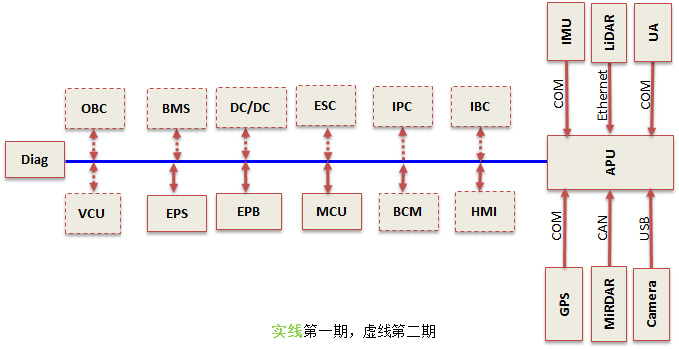 IMU
LiDAR
UA
COM
Ethernet
COM
OBC
BMS
DC/DC
ESC
IPC
IBC
Diag
APU
VCU
EPS
EPB
MCU
BCM
HMI
COM
CAN
USB
GPS
MiRDAR
Camera
实线第一期，虚线第二期